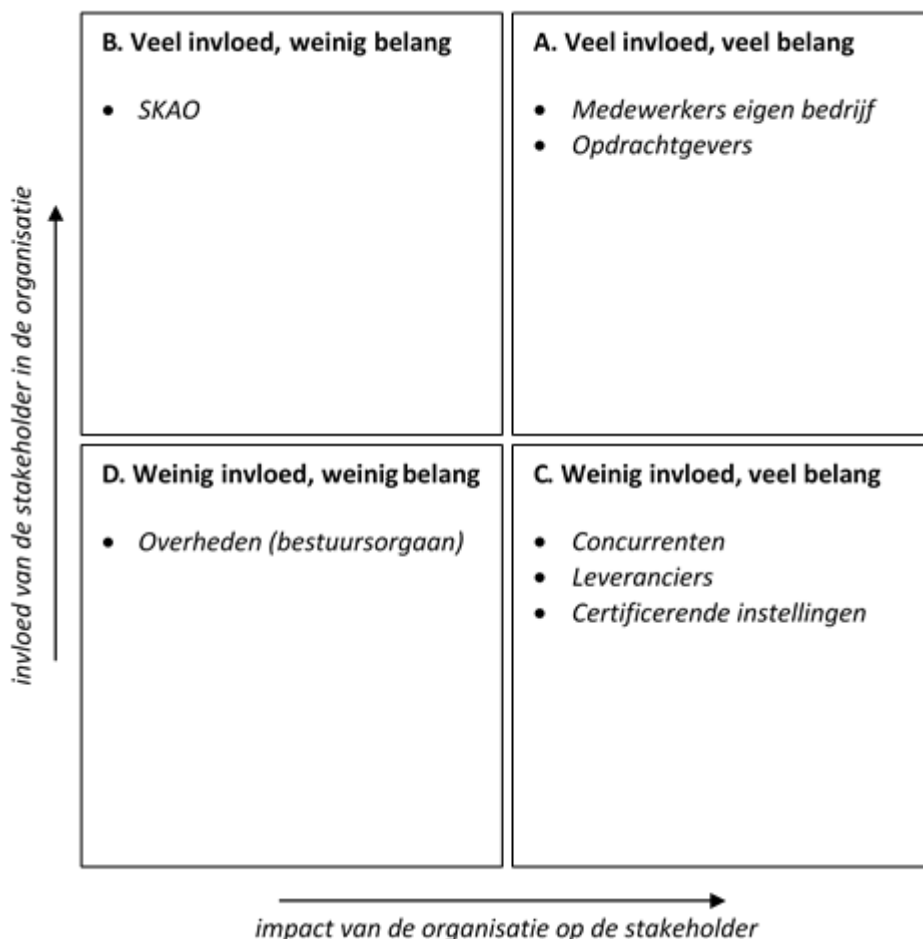 B. Veel invloed, weinig belang
• SKAO
A. Veel invloed, veel belang
• Medewerkers eigen bedrijf
• Opdrachtgevers
invloed van de stakeholder in de organisatie
D. Weinig invloed, weinig belang
• Overheden (bestuursorgaan)
C. Weinig invloed, veel belang
• Concurrenten
• Leveranciers
• Certificerende instellingen
impact van de organisatie op de stakeholder